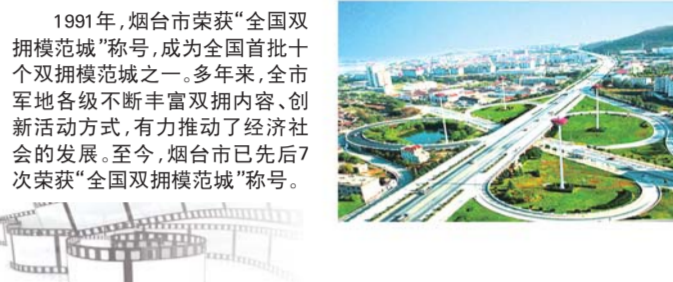 1991年,烟台市荣获“全国双
拥模范城”称号,成为全国首批十
个双拥模范城之一。多年来,全市
军地各级不断丰富双拥内容、创
新活动方式,有力推动了经济社
会的发展。至今,烟台市已先后7
次荣获“全国双拥模范城”称号。